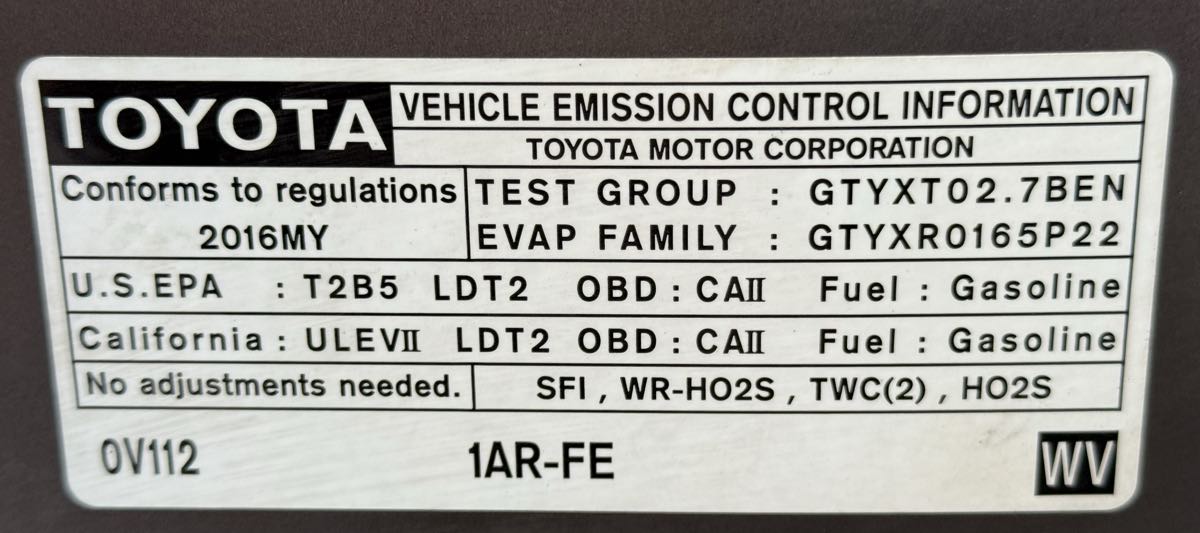 TOYOTA VEHICLE EMISSION CONTROL INFORMATION
TOYOTA MOTOR CORPORATION
Conforms to regulations
2016MY
TEST GROUP : GTYXT02.7BEN
EVAP FAMILY : GTYXR0165P22
U.S.EPA : T2B5 LDT2 OBD : CAⅡ Fuel : Gasoline
California : ULEVⅡ LDT2 OBD : CAⅡ Fuel : Gasoline
No adjustments needed. SFI , WR-HO2S , TWC(2) , HO2S
0V112 1AR-FE WV